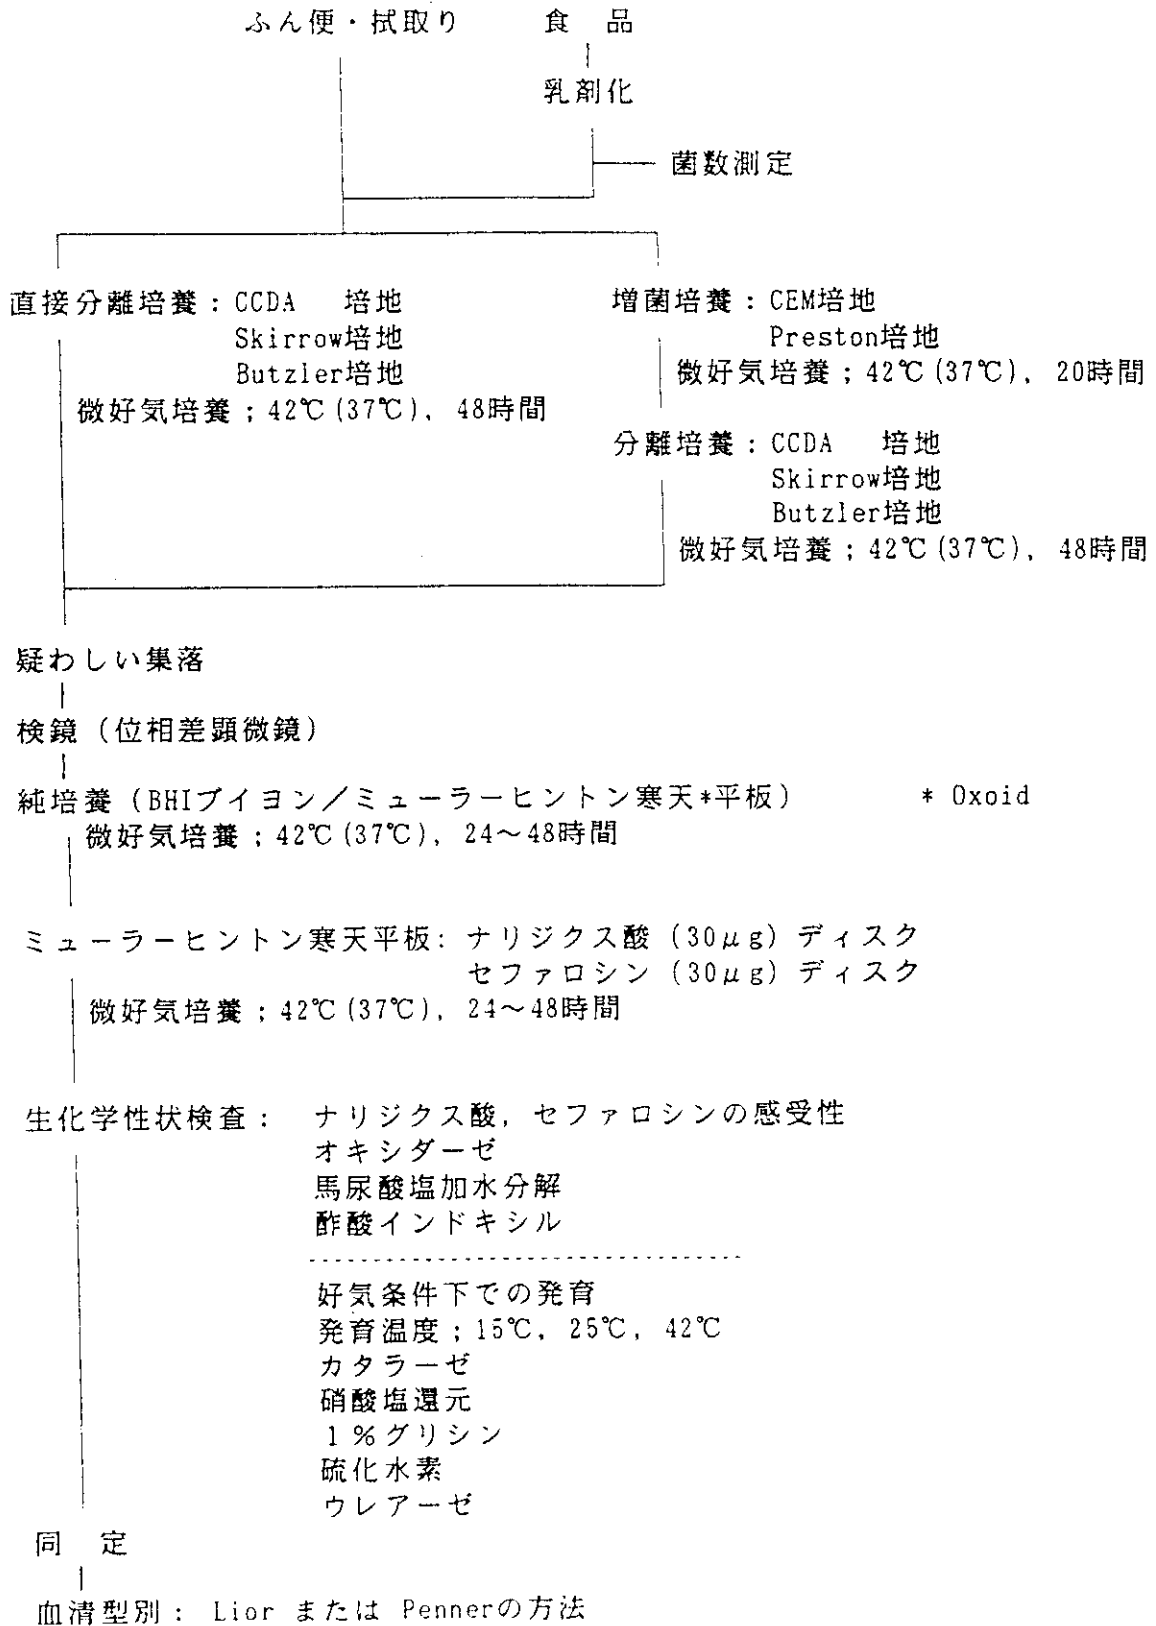 ふん便・拭取り　　食　品
乳剤化
菌数測定
直接分離培養：CCDA　培地
Skirrow培地
Butzler培地
微好気培養；42℃(37℃), 48時間
増菌培養：CEM培地
Preston培地
微好気培養；42℃(37℃), 20時間
分離培養：CCDA　培地
Skirrow培地
Butzler培地
微好気培養；42℃(37℃), 48時間
疑わしい集落
検鏡（位相差顕微鏡）
純培養（BHIブイヨン／ミューラーヒントン寒天*平板）　　* Oxoid
微好気培養；42℃(37℃), 24～48時間
ミューラーヒントン寒天平板：ナリジクス酸（30μg）ディスク
セファロシン（30μg）ディスク
微好気培養；42℃(37℃), 24～48時間
生化学性状検査：　ナリジクス酸, セファロシンの感受性
オキシダーゼ
馬尿酸塩加水分解
酢酸インドキシル
好気条件下での発育
発育温度；15℃, 25℃, 42℃
カタラーゼ
硝酸塩還元
１％グリシン
硫化水素
ウレアーゼ
同　定
血清型別： Lior または Pennerの方法